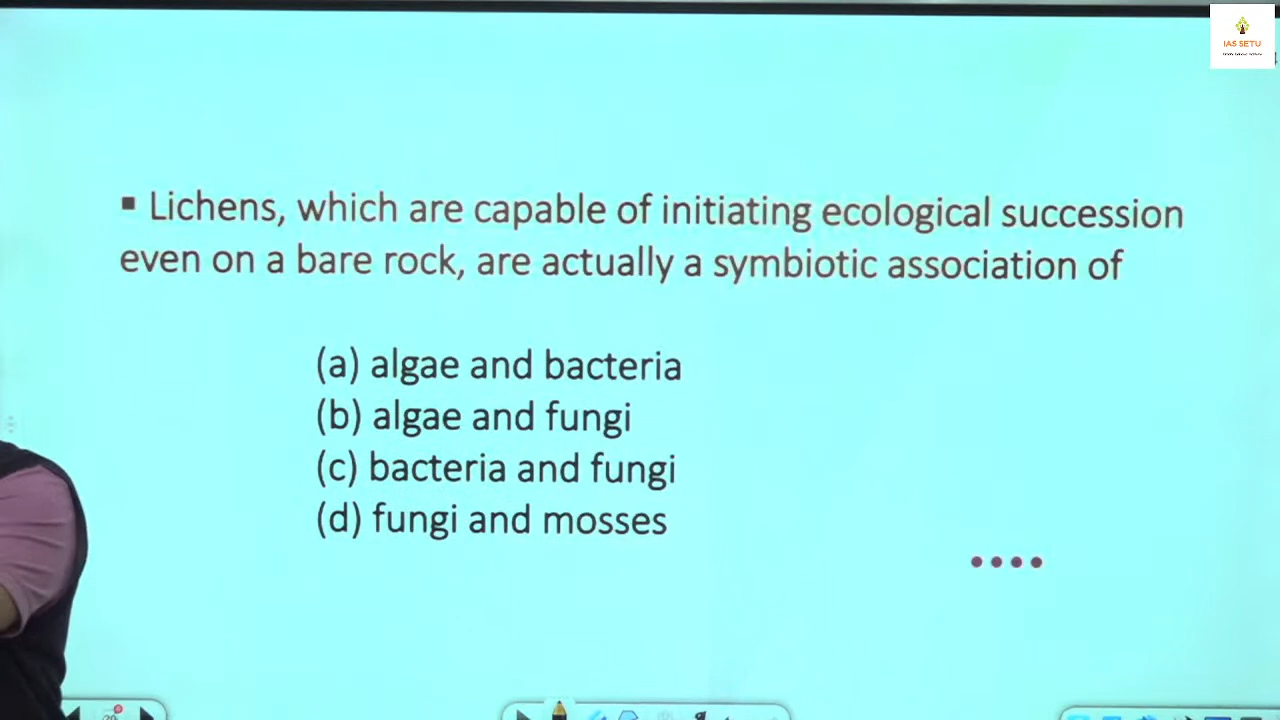 IAS SETU
▪ Lichens, which are capable of initiating ecological succession
even on a bare rock, are actually a symbiotic association of
(a) algae and bacteria
(b) algae and fungi
(c) bacteria and fungi
(d) fungi and mosses